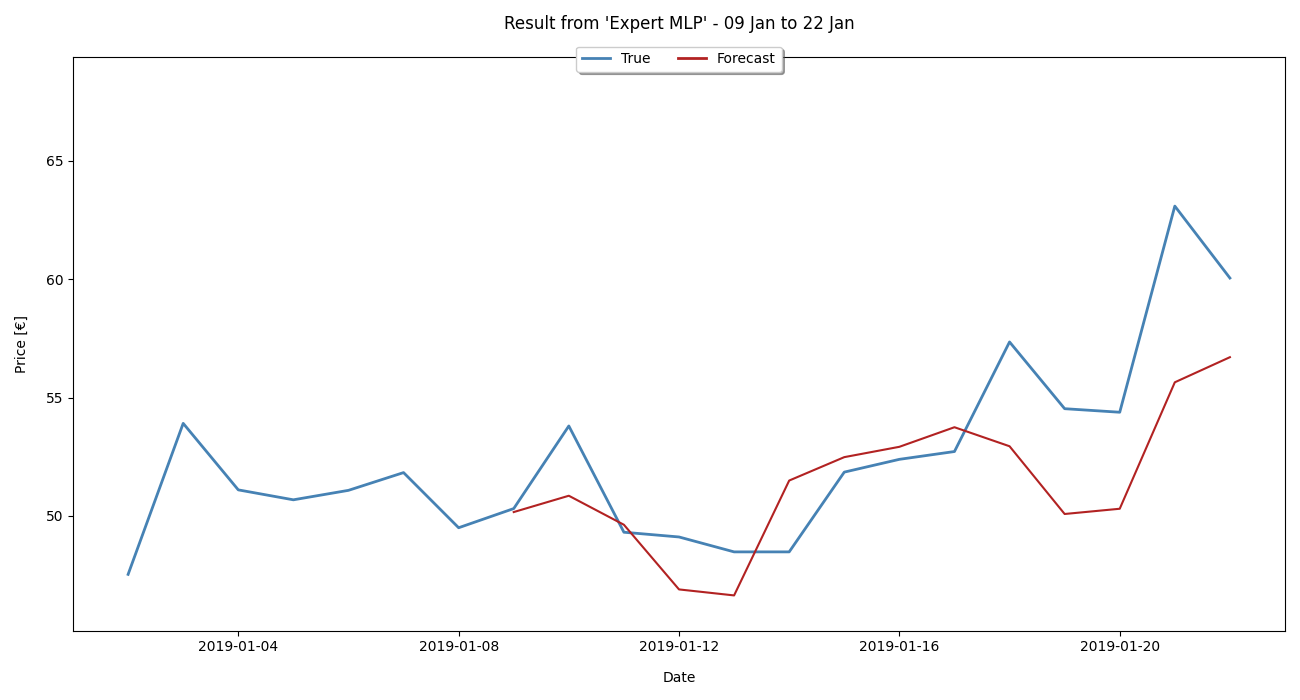 Result from 'Expert MLP' - 09 Jan to 22 Jan
True Forecast
65
60
55
50
Price [€]
2019-01-04 2019-01-08 2019-01-12 2019-01-16 2019-01-20
Date